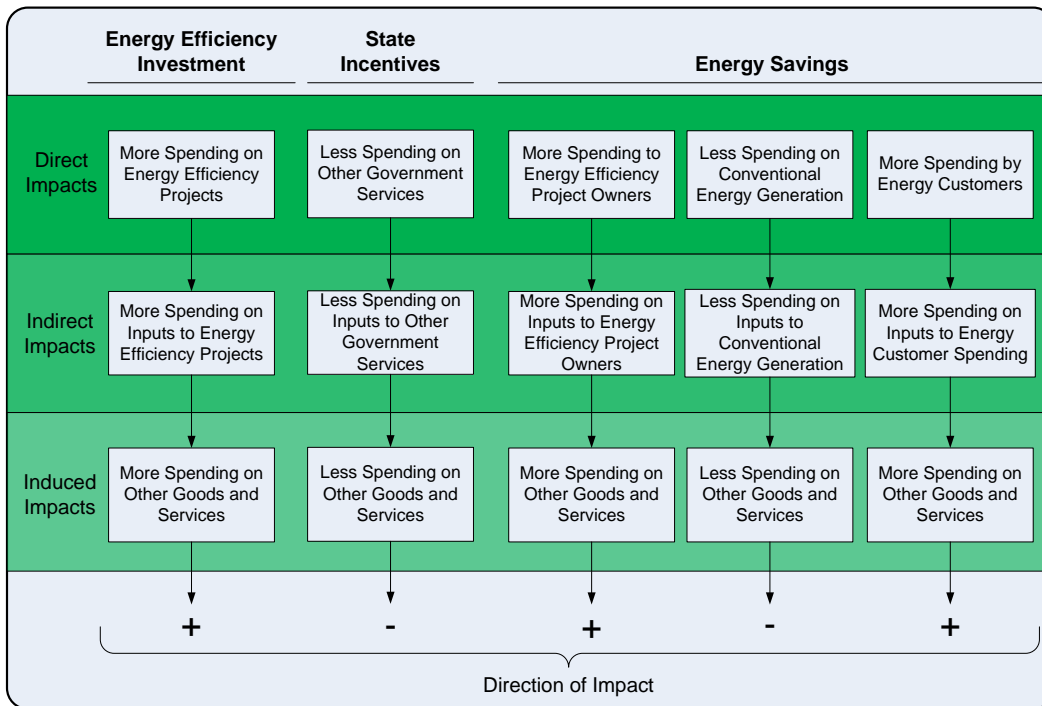 Energy Efficiency
Investment
State
Incentives
Energy Savings
Direct
Impacts
More Spending on
Energy Efficiency
Projects
Less Spending on
Other Government
Services
More Spending to
Energy Efficiency
Project Owners
Less Spending on
Conventional
Energy Generation
More Spending by
Energy Customers
Indirect
Impacts
More Spending on
Inputs to Energy
Efficiency Projects
Less Spending on
Inputs to Other
Government
Services
More Spending on
Inputs to Energy
Efficiency Project
Owners
Less Spending on
Inputs to
Conventional
Energy Generation
More Spending on
Inputs to Energy
Customer Spending
Induced
Impacts
More Spending on
Other Goods and
Services
Less Spending on
Other Goods and
Services
More Spending on
Other Goods and
Services
Less Spending on
Other Goods and
Services
More Spending on
Other Goods and
Services
+ - + - +
Direction of Impact